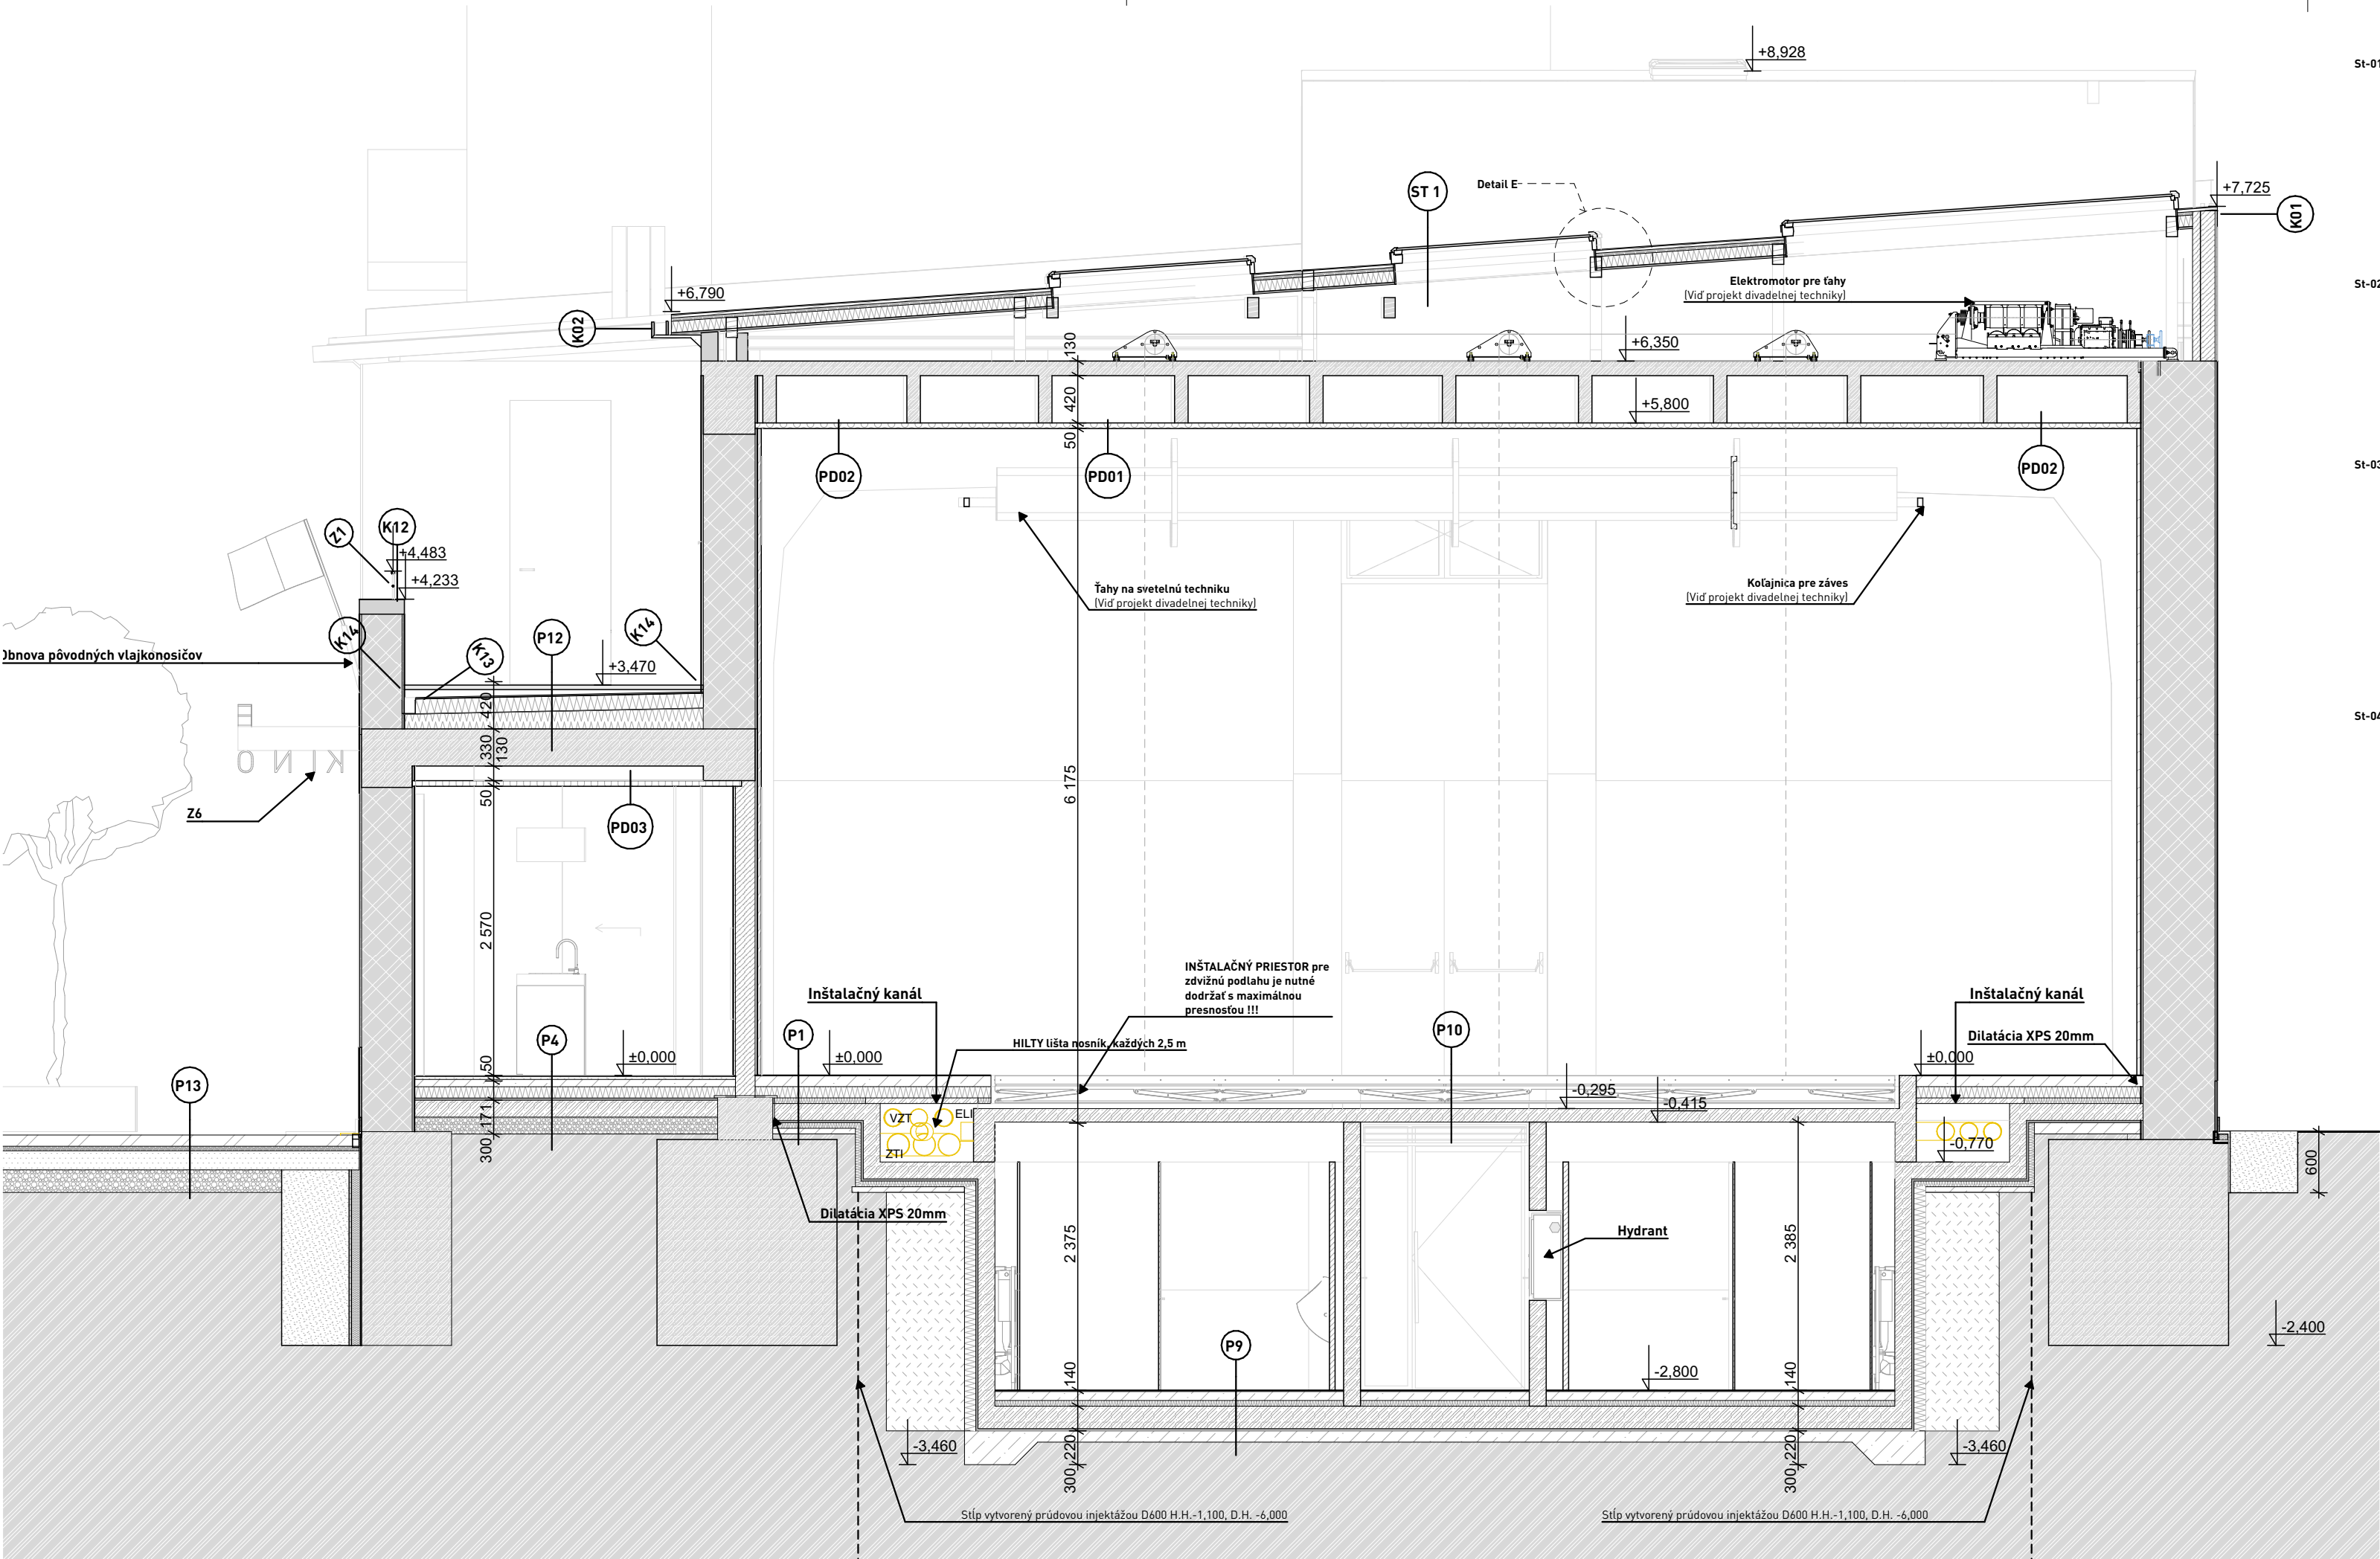 +8,928
St-01
Detail E
ST 1
+7,725
K01
St-02
Elektromotor pre ťahy
(Viď projekt divadelnej techniky)
+6,790
K02
+6,350
130
420
+5,800
50
PD02
PD01
PD02
St-03
Z1
K12
+4,483
+4,233
Ťahy na svetelnú techniku
(Viď projekt divadelnej techniky)
Koľajnica pre záves
(Viď projekt divadelnej techniky)
K14
K13
P12
K14
Obnova pôvodných vlajkonosičov
+3,470
420
St-04
330
130
KINO
50
6 175
Z6
PD03
2 570
INŠTALAČNÝ PRIESTOR pre
zdvižnú podlahu je nutné
dodržať s maximálnou
presnosťou !!!
Inštalačný kanál
Inštalačný kanál
P4
P1
P10
HILTY lišta nosník, každých 2,5 m
Dilatácia XPS 20mm
±0,000
±0,000
±0,000
150
P13
-0,295
-0,415
VZT
ELI
ZTI
171
300
-0,770
600
Dilatácia XPS 20mm
2 375
Hydrant
2 385
-2,400
P9
140
-2,800
140
-3,460
220
300
220
300
-3,460
Stĺp vytvorený prúdovou injektážou D600 H.H.-1,100, D.H. -6,000
Stĺp vytvorený prúdovou injektážou D600 H.H.-1,100, D.H. -6,000